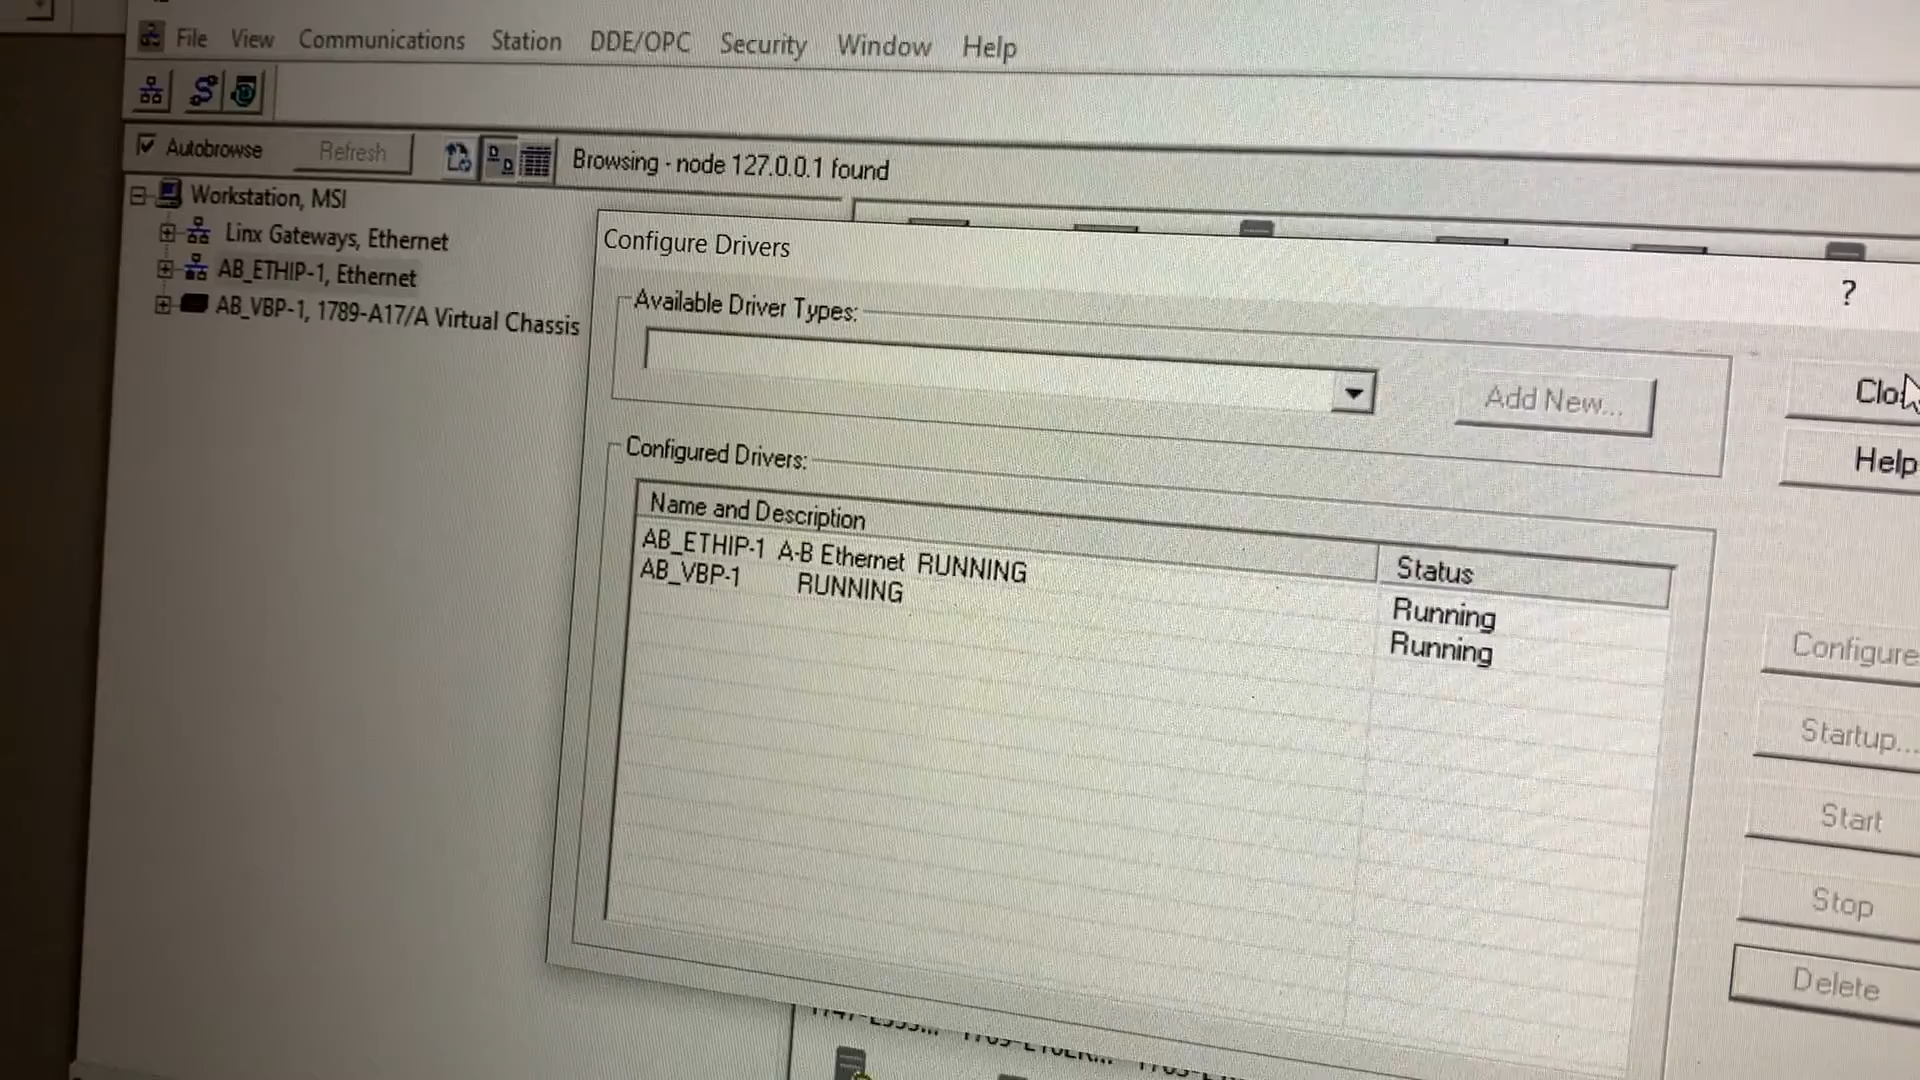 File View Communications Station DDE/OPC Security Window Help
Autobrowse Refresh Browsing - node 127.0.0.1 found
Workstation, MSI
Linx Gateways, Ethernet
AB_ETHIP-1, Ethernet
AB_VBP-1, 1789-A17/A Virtual Chassis
Configure Drivers
?
Available Driver Types:
Add New...
Clo
Help
Configured Drivers:
Name and Description Status
AB_ETHIP-1 A-B Ethernet RUNNING Running
AB_VBP-1 RUNNING Running
Configure
Startup...
Start
Stop
Delete